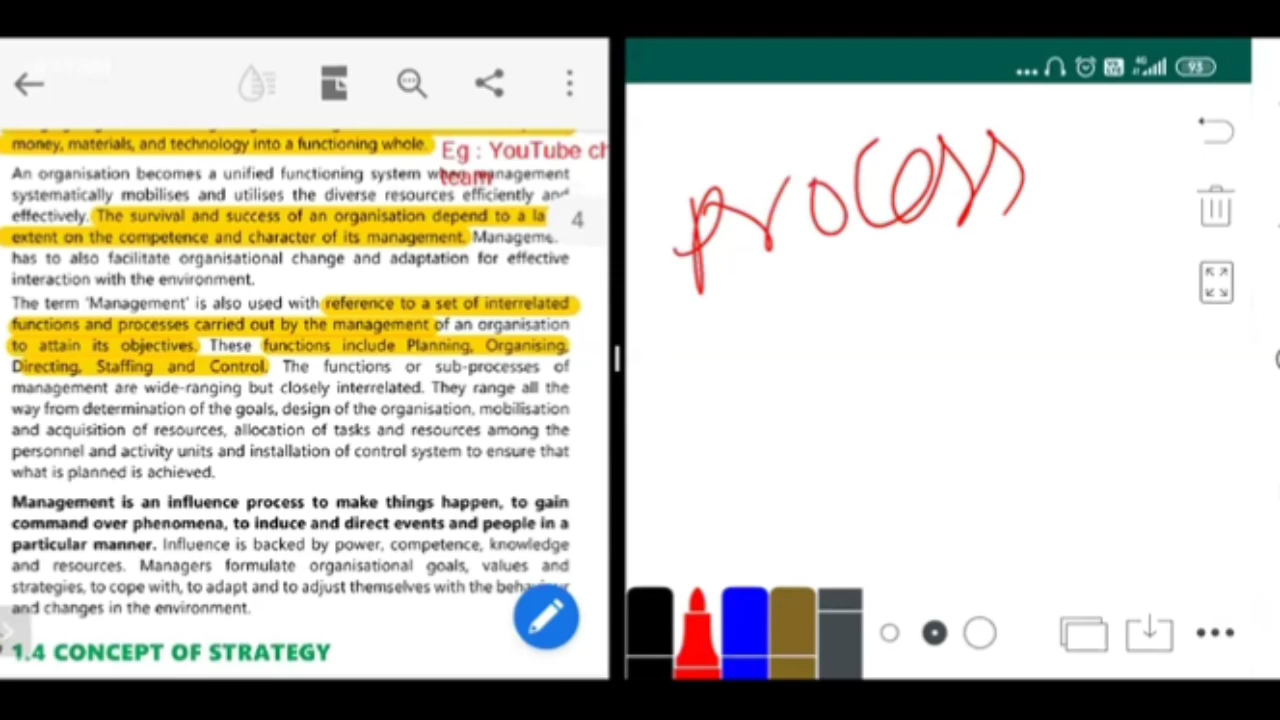 money, materials, and technology into a functioning whole.
Eg : YouTube ch
team
An organisation becomes a unified functioning system when management
systematically mobilises and utilises the diverse resources efficiently and
effectively. The survival and success of an organisation depend to a la
extent on the competence and character of its management. Manageme
has to also facilitate organisational change and adaptation for effective
interaction with the environment.
The term ‘Management’ is also used with reference to a set of interrelated
functions and processes carried out by the management of an organisation
to attain its objectives. These functions include Planning, Organising,
Directing, Staffing and Control. The functions or sub-processes of
management are wide-ranging but closely interrelated. They range all the
way from determination of the goals, design of the organisation, mobilisation
and acquisition of resources, allocation of tasks and resources among the
personnel and activity units and installation of control system to ensure that
what is planned is achieved.
Management is an influence process to make things happen, to gain
command over phenomena, to induce and direct events and people in a
particular manner. Influence is backed by power, competence, knowledge
and resources. Managers formulate organisational goals, values and
strategies, to cope with, to adapt and to adjust themselves with the behaviour
and changes in the environment.
1.4 CONCEPT OF STRATEGY
4
4G 93
process